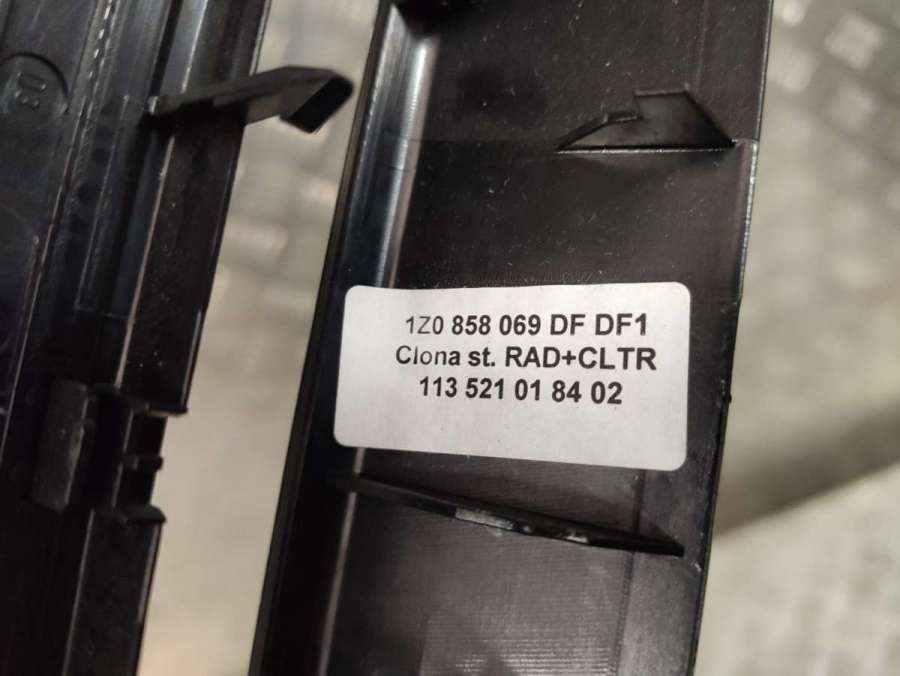 1Z0 858 069 DF DF1
Clona st. RAD+CLTR
113 521 01 84 02